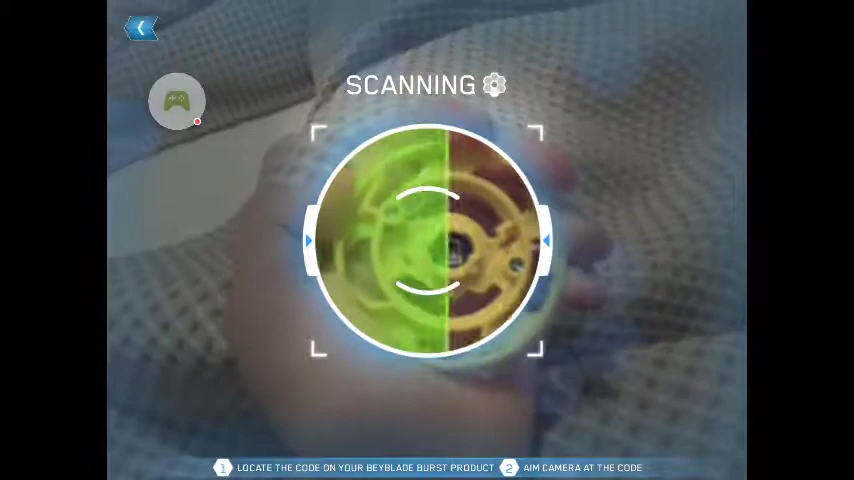 SCANNING
1 LOCATE THE CODE ON YOUR BEYBLADE BURST PRODUCT 2 AIM CAMERA AT THE CODE